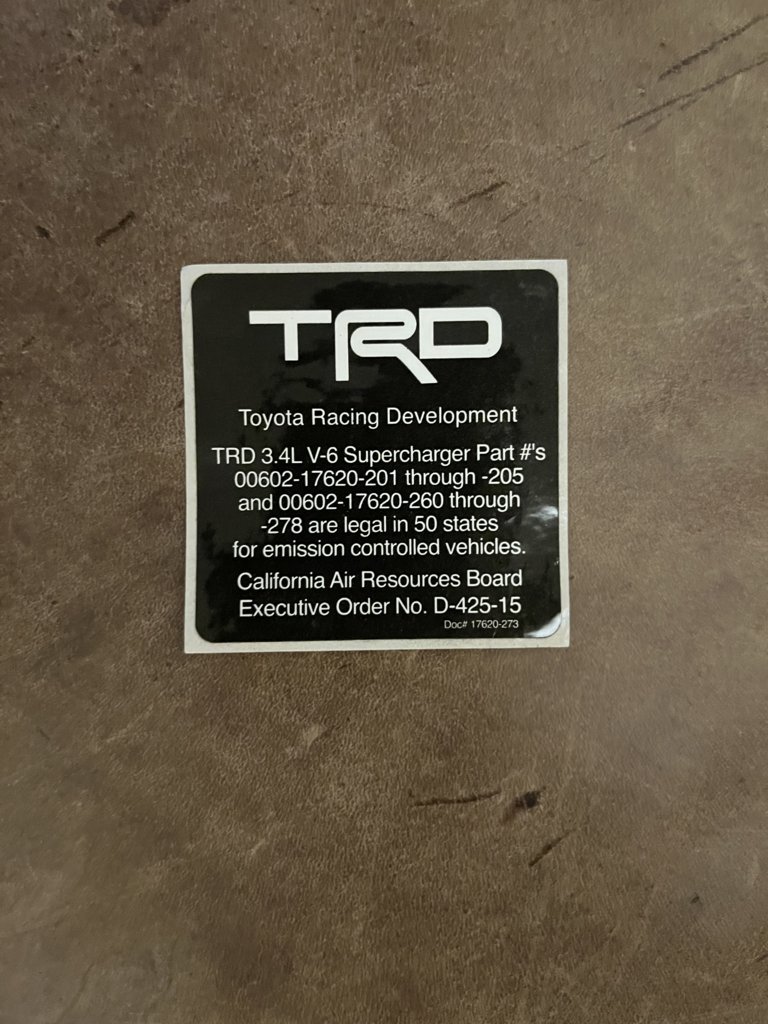 TRD
Toyota Racing Development
TRD 3.4L V-6 Supercharger Part #'s
00602-17620-201 through -205
and 00602-17620-260 through
-278 are legal in 50 states
for emission controlled vehicles.
California Air Resources Board
Executive Order No. D-425-15
Doc# 17620-273